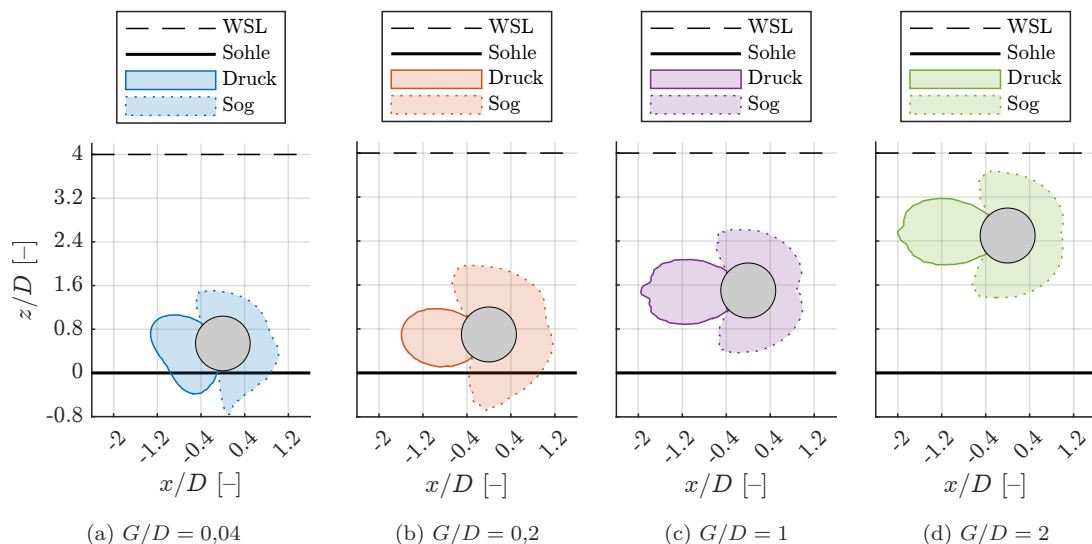 WSL
Sohle
Druck
Sog
WSL
Sohle
Druck
Sog
WSL
Sohle
Druck
Sog
WSL
Sohle
Druck
Sog
z/D [–]
4
3.2
2.4
1.6
0.8
0
-0.8
-2 -1.2 -0.4 0.4 1.2
-2 -1.2 -0.4 0.4 1.2
-2 -1.2 -0.4 0.4 1.2
-2 -1.2 -0.4 0.4 1.2
x/D [–]
x/D [–]
x/D [–]
x/D [–]
(a) G/D = 0,04
(b) G/D = 0,2
(c) G/D = 1
(d) G/D = 2